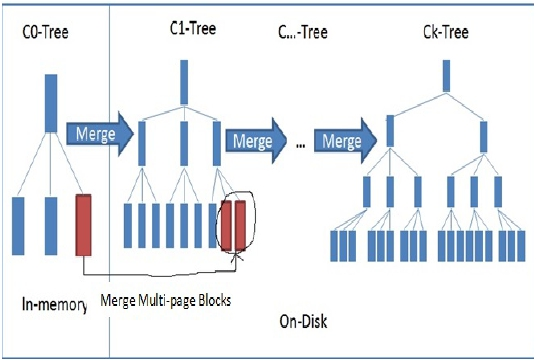 C0-Tree
C1-Tree
C...-Tree
Ck-Tree
Merge
Merge
...
Merge
In-memory
Merge Multi-page Blocks
On-Disk